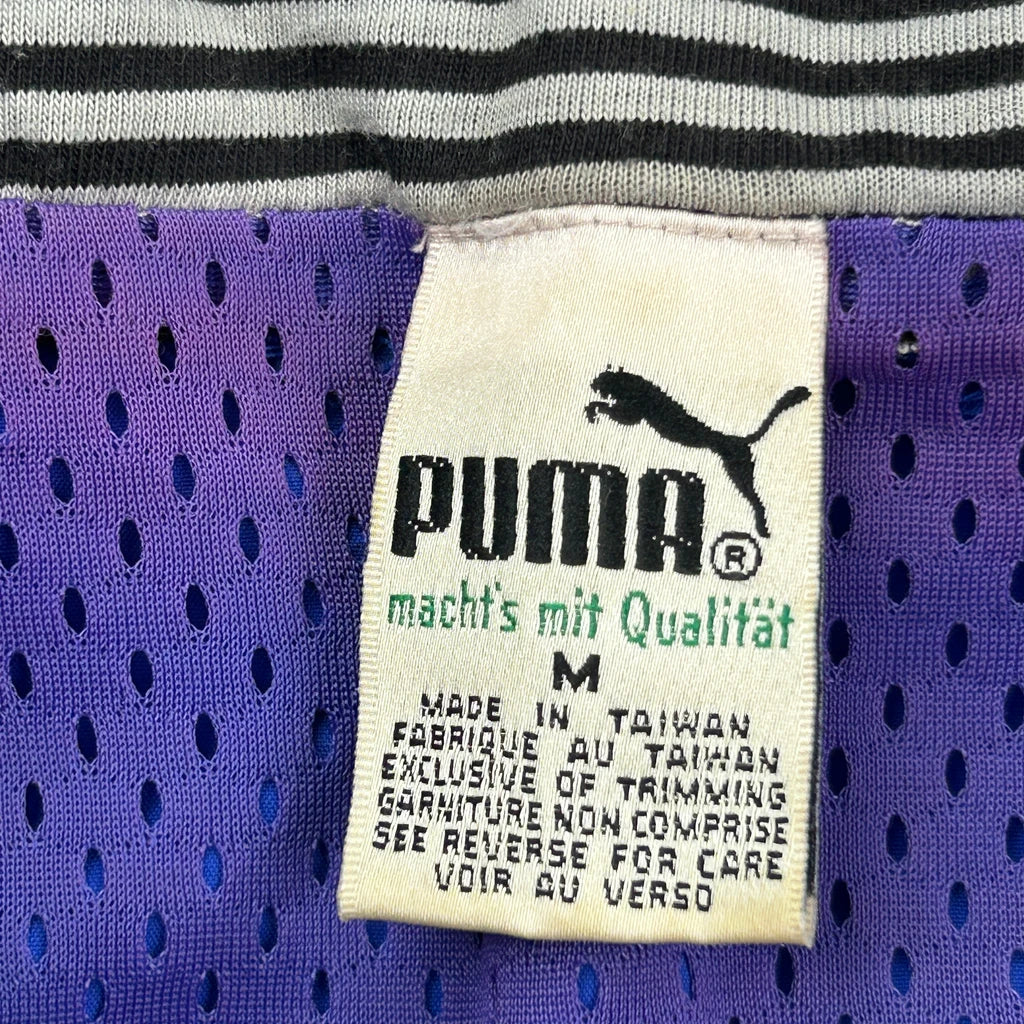 PUMA®
macht's mit Qualität
M
MADE IN TAIWAN
FABRIQUE AU TAIWAN
EXCLUSIVE OF TRIMMING
GARNITURE NON COMPRISE
SEE REVERSE FOR CARE
VOIR AU VERSO